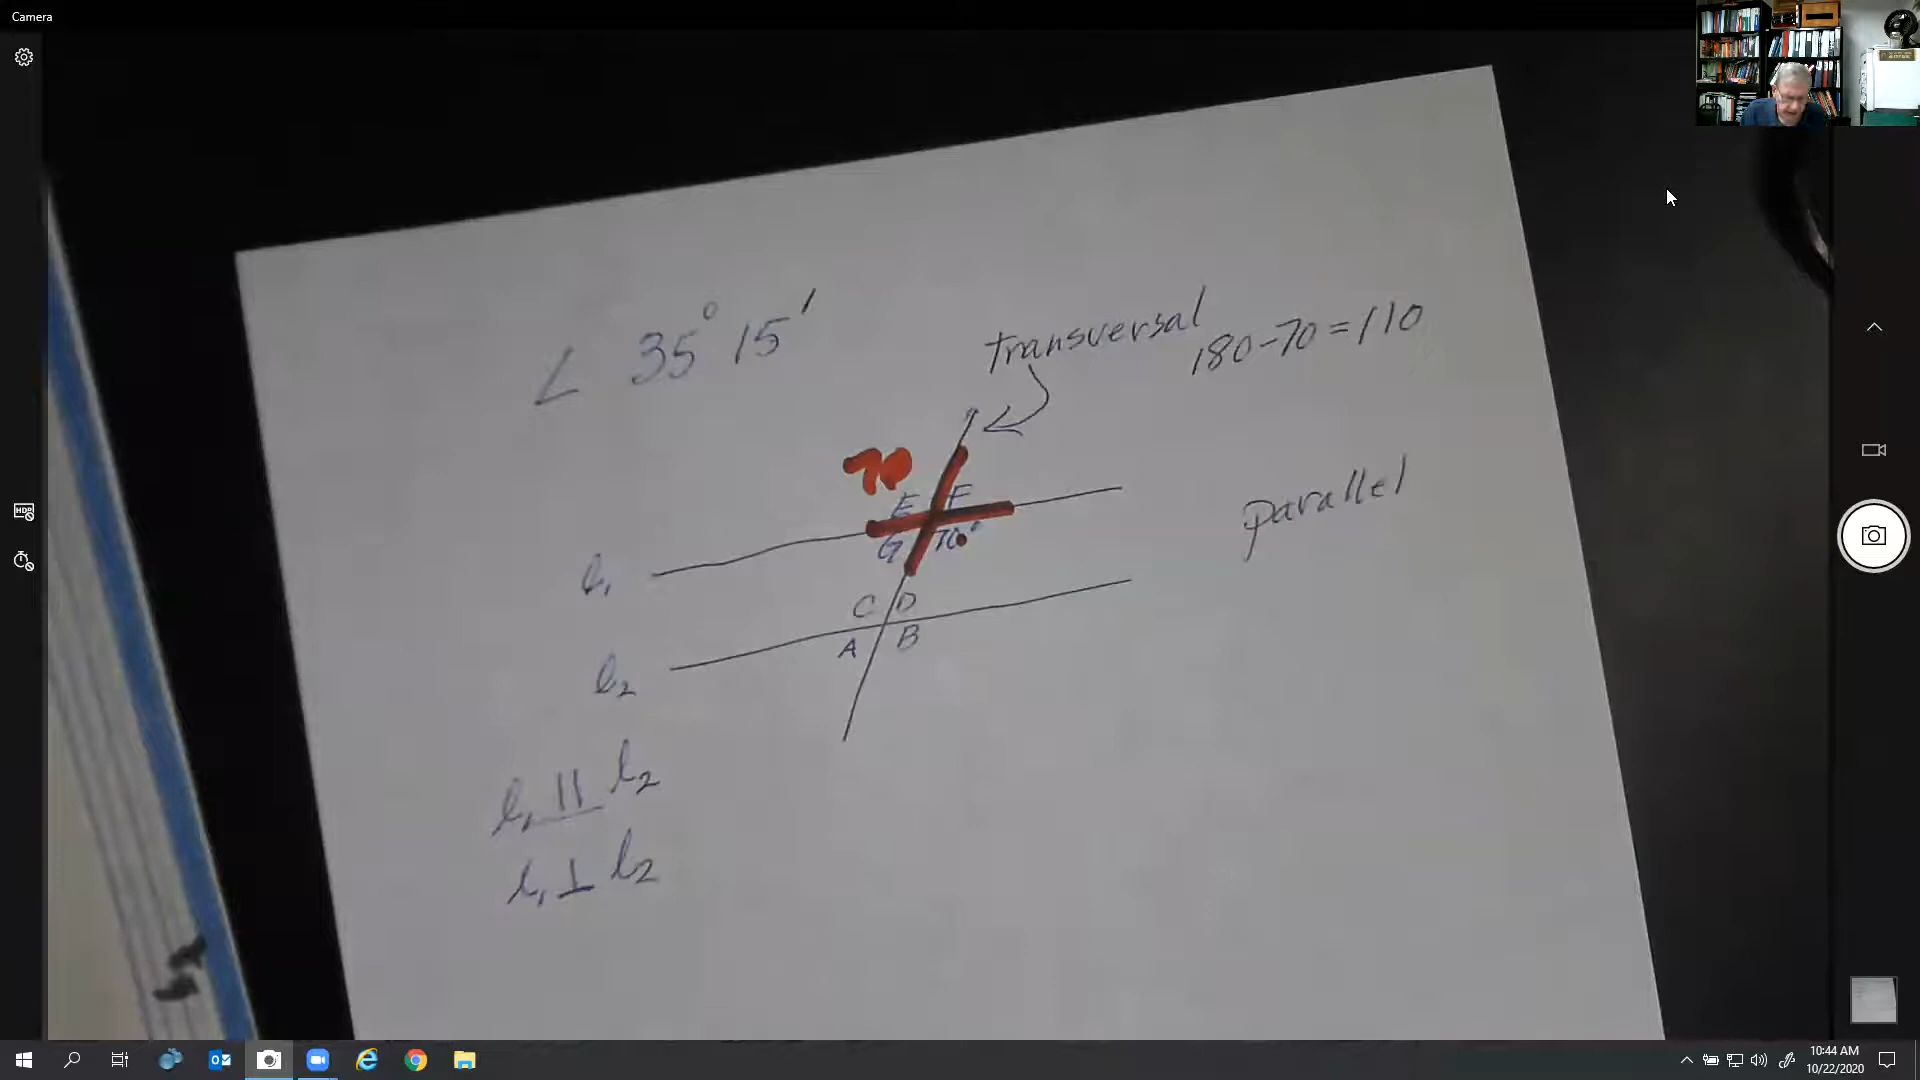 Camera
∠ 35° 15'
transversal
180-70=110
70
E F
G 70°
parallel
l₁
C D
A B
l₂
l₁ || l₂
l₁ ⊥ l₂
10:44 AM
10/22/2020